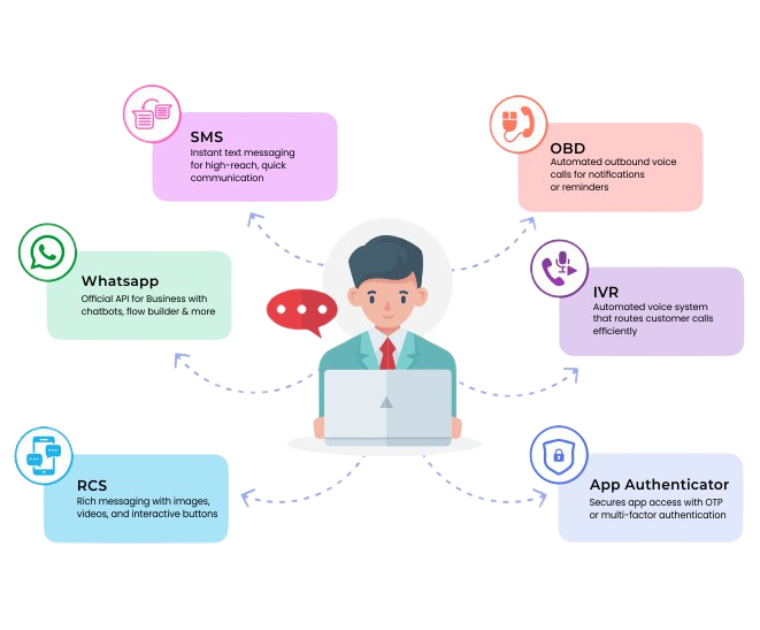 SMS
Instant text messaging
for high-reach, quick
communication
OBD
Automated outbound voice
calls for notifications
or reminders
Whatsapp
Official API for Business with
chatbots, flow builder & more
IVR
Automated voice system
that routes customer calls
efficiently
RCS
Rich messaging with images,
videos, and interactive buttons
App Authenticator
Secures app access with OTP
or multi-factor authentication